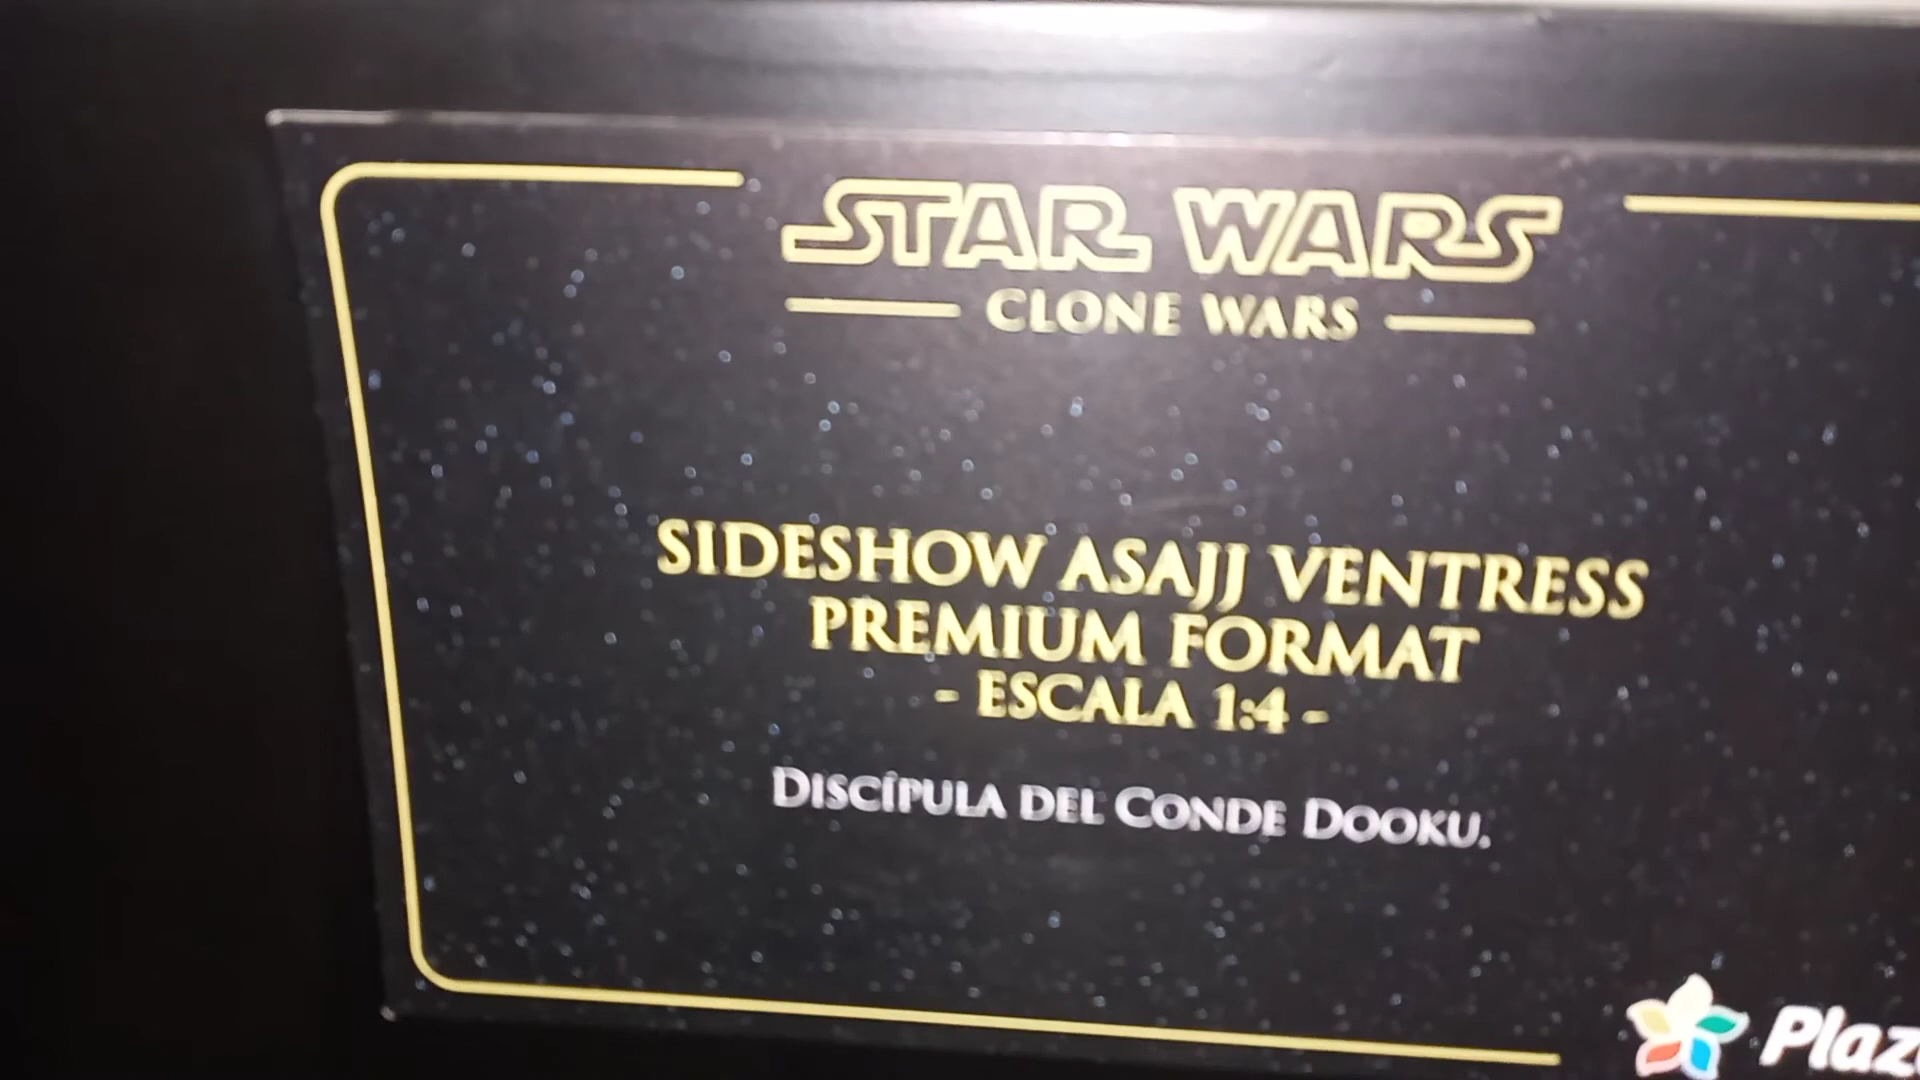 STAR WARS
CLONE WARS
SIDESHOW ASAJJ VENTRESS
PREMIUM FORMAT
- ESCALA 1:4 -
DISCÍPULA DEL CONDE DOOKU.